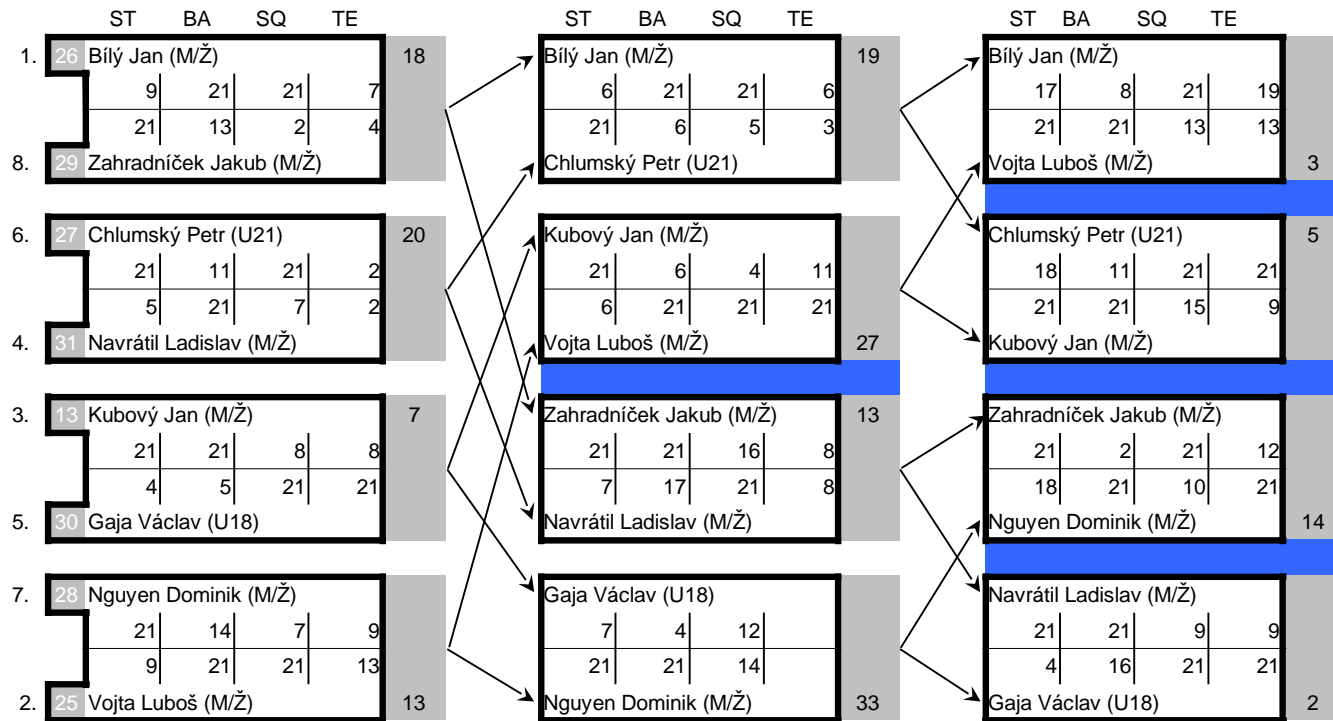 ST BA SQ TE ST BA SQ TE ST BA SQ TE
1. 26 Bílý Jan (M/Ž) 18 Bílý Jan (M/Ž) 19 Bílý Jan (M/Ž)
9 21 21 7 6 21 21 6 17 8 21 19
21 13 2 4 21 6 5 3 21 21 13 13
8. 29 Zahradníček Jakub (M/Ž) Chlumský Petr (U21) Vojta Luboš (M/Ž) 3
6. 27 Chlumský Petr (U21) 20 Kubový Jan (M/Ž) Chlumský Petr (U21) 5
21 11 21 2 21 6 4 11 18 11 21 21
5 21 7 2 6 21 21 21 21 21 15 9
4. 31 Navrátil Ladislav (M/Ž) Vojta Luboš (M/Ž) 27 Kubový Jan (M/Ž)
3. 13 Kubový Jan (M/Ž) 7 Zahradníček Jakub (M/Ž) 13 Zahradníček Jakub (M/Ž)
21 21 8 8 21 21 16 8 21 2 21 12
4 5 21 21 7 17 21 8 18 21 10 21
5. 30 Gaja Václav (U18) Navrátil Ladislav (M/Ž) Nguyen Dominik (M/Ž) 14
7. 28 Nguyen Dominik (M/Ž) Gaja Václav (U18) Navrátil Ladislav (M/Ž)
21 14 7 9 7 4 12 21 21 9 9
9 21 21 13 21 21 14 4 16 21 21
2. 25 Vojta Luboš (M/Ž) 13 Nguyen Dominik (M/Ž) 33 Gaja Václav (U18) 2